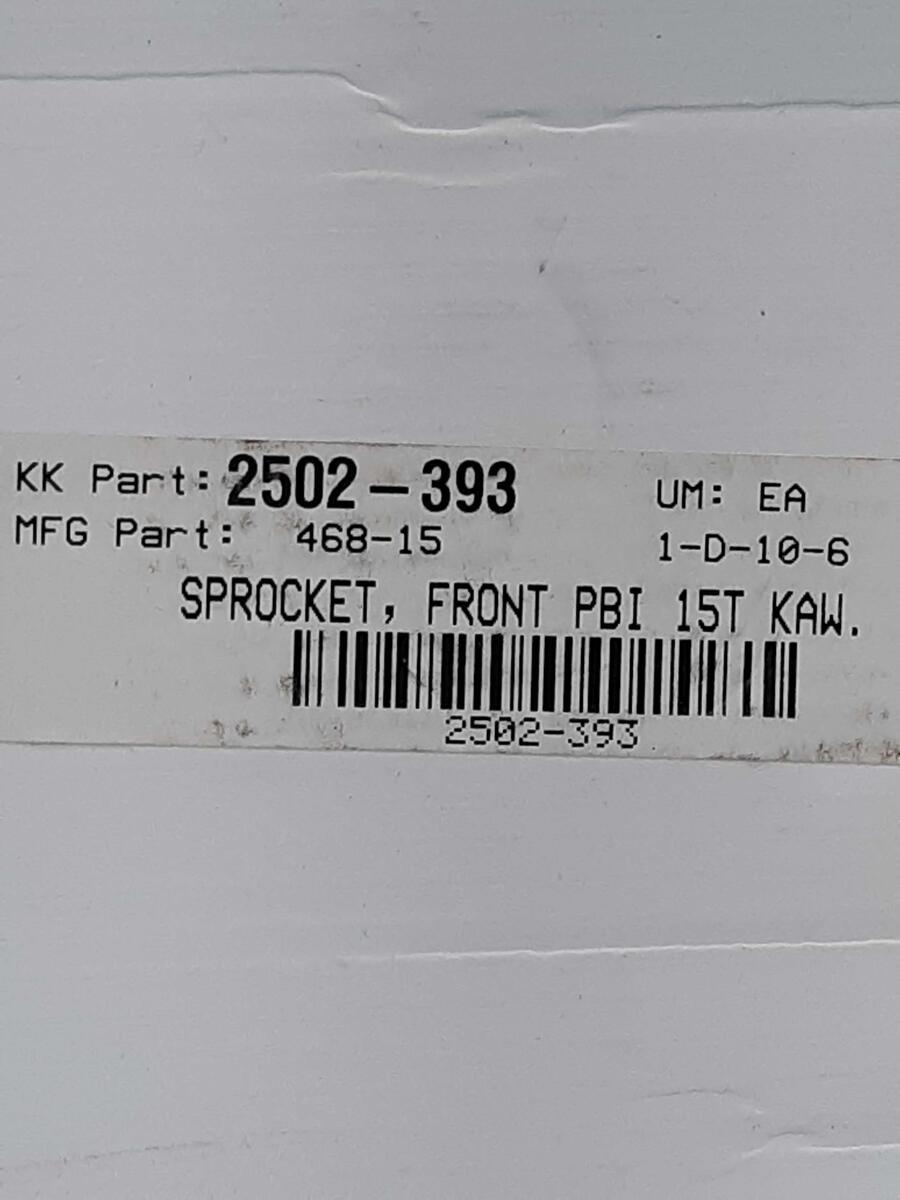 KK Part: 2502-393 UM: EA
MFG Part: 468-15 1-D-10-6
SPROCKET, FRONT PBI 15T KAW.
2502-393